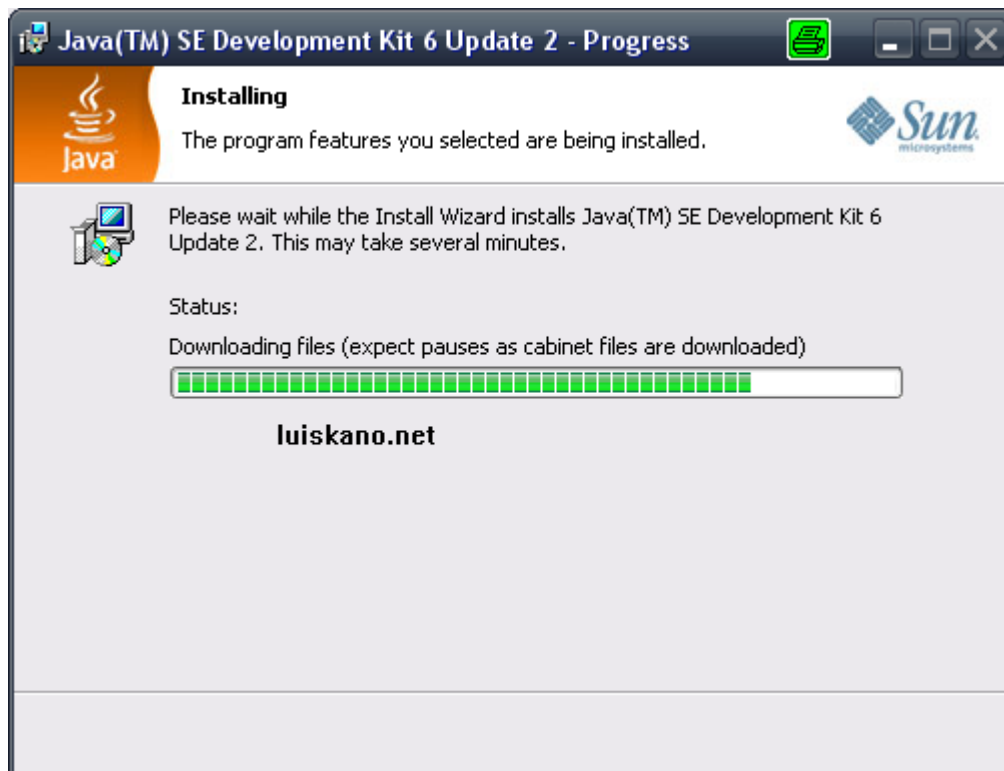 Java(TM) SE Development Kit 6 Update 2 - Progress
Java
Installing
The program features you selected are being installed.
Sun
microsystems
Please wait while the Install Wizard installs Java(TM) SE Development Kit 6
Update 2. This may take several minutes.
Status:
Downloading files (expect pauses as cabinet files are downloaded)
luiskano.net